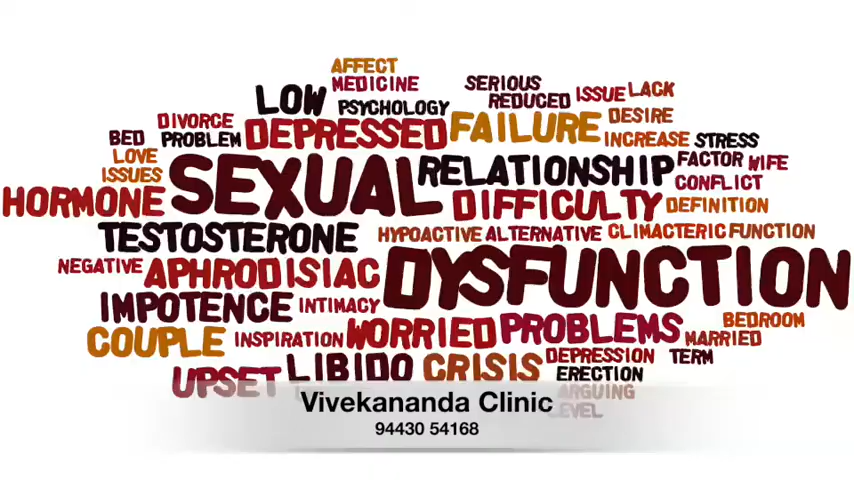 AFFECT
MEDICINE SERIOUS
LOW PSYCHOLOGY REDUCED ISSUE LACK
DIVORCE DEPRESSED FAILURE DESIRE
BED PROBLEM INCREASE STRESS
LOVE SEXUAL RELATIONSHIP FACTOR WIFE
ISSUES CONFLICT
HORMONE DIFFICULTY DEFINITION
TESTOSTERONE HYPOACTIVE ALTERNATIVE CLIMACTERIC FUNCTION
NEGATIVE APHRODISIAC DYSFUNCTION
IMPOTENCE INTIMACY
COUPLE INSPIRATION WORRIED PROBLEMS BEDROOM
MARRIED
UPSET LIBIDO CRISIS DEPRESSION TERM
ERECTION
ARGUING
Vivekananda Clinic
LEVEL
94430 54168